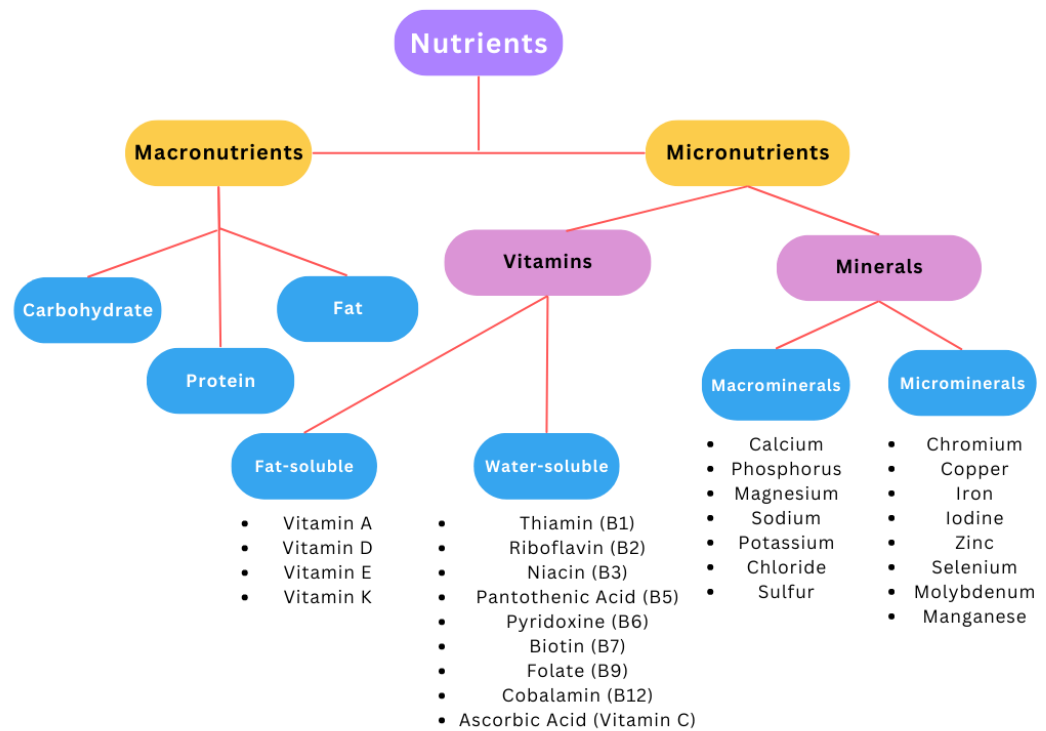 Nutrients
Macronutrients
Micronutrients
Vitamins
Minerals
Carbohydrate
Fat
Protein
Macrominerals
Microminerals
Fat-soluble
Water-soluble
• Vitamin A
• Vitamin D
• Vitamin E
• Vitamin K
• Thiamin (B1)
• Riboflavin (B2)
• Niacin (B3)
• Pantothenic Acid (B5)
• Pyridoxine (B6)
• Biotin (B7)
• Folate (B9)
• Cobalamin (B12)
• Ascorbic Acid (Vitamin C)
• Calcium
• Phosphorus
• Magnesium
• Sodium
• Potassium
• Chloride
• Sulfur
• Chromium
• Copper
• Iron
• Iodine
• Zinc
• Selenium
• Molybdenum
• Manganese